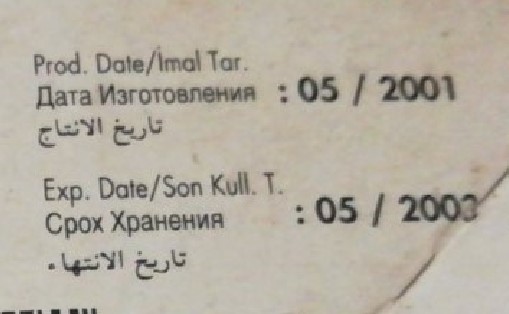 Prod. Date/İmal Tar.
Дата Изготовления : 05 / 2001
تاريخ الانتاج
Exp. Date/Son Kull. T.
Срох Хранения : 05 / 2003
تاريخ الانتهاء.